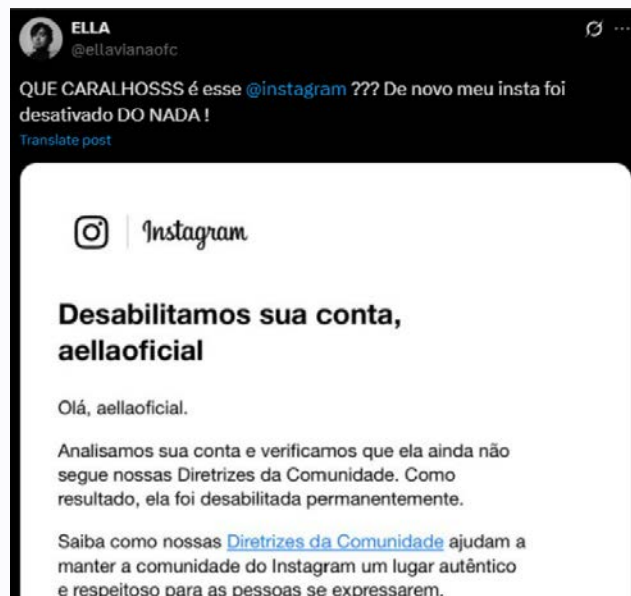 ELLA
@ellavianaofc
QUE CARALHOSSS é esse @instagram ??? De novo meu insta foi
desativado DO NADA !
Translate post
Instagram
Desabilitamos sua conta,
aellaoficial
Olá, aellaoficial.
Analisamos sua conta e verificamos que ela ainda não
segue nossas Diretrizes da Comunidade. Como
resultado, ela foi desabilitada permanentemente.
Saiba como nossas Diretrizes da Comunidade ajudam a
manter a comunidade do Instagram um lugar autêntico
e respeitoso para as pessoas se expressarem.